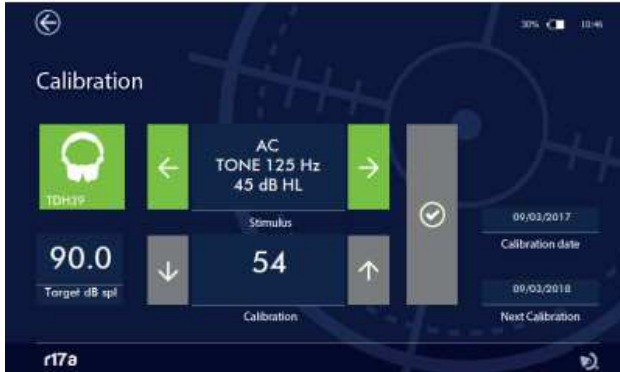 30% 10:46
Calibration
TDH39
AC
TONE 125 Hz
45 dB HL
Stimulus
90.0
Target dB spl
54
Calibration
09/03/2017
Calibration date
09/03/2018
Next Calibration
r17a